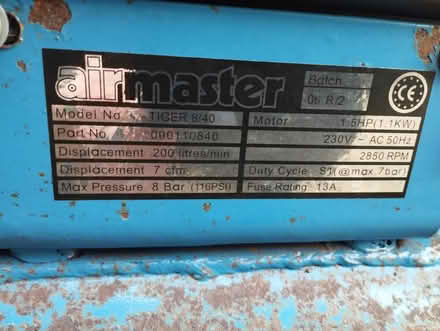 airmaster
Batch
06 R/2
CE
Model No TIGER 8/40 Motor 1.5HP(1.1KW)
Part No 090110840 230V ~ AC 50Hz
Displacement 200 litres/min 2850 RPM
Displacement 7 cfm Duty Cycle S1(@max.7bar)
Max Pressure 8 Bar (116PSI) Fuse Rating 13A